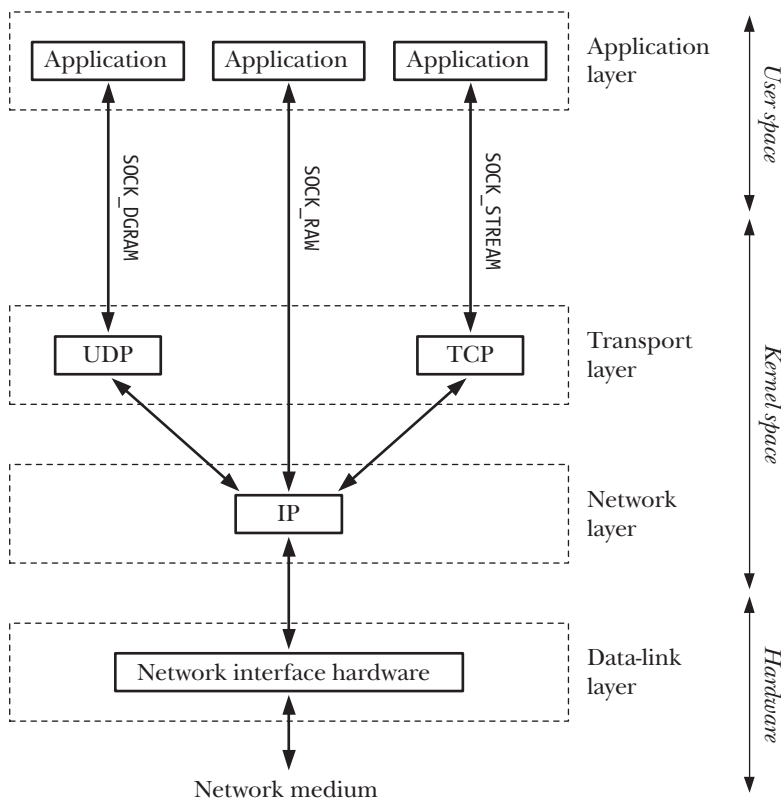 Application
Application
Application
Application
layer
User space
SOCK_DGRAM
SOCK_RAW
SOCK_STREAM
UDP
TCP
Transport
layer
Kernel space
IP
Network
layer
Network interface hardware
Data-link
layer
Hardware
Network medium